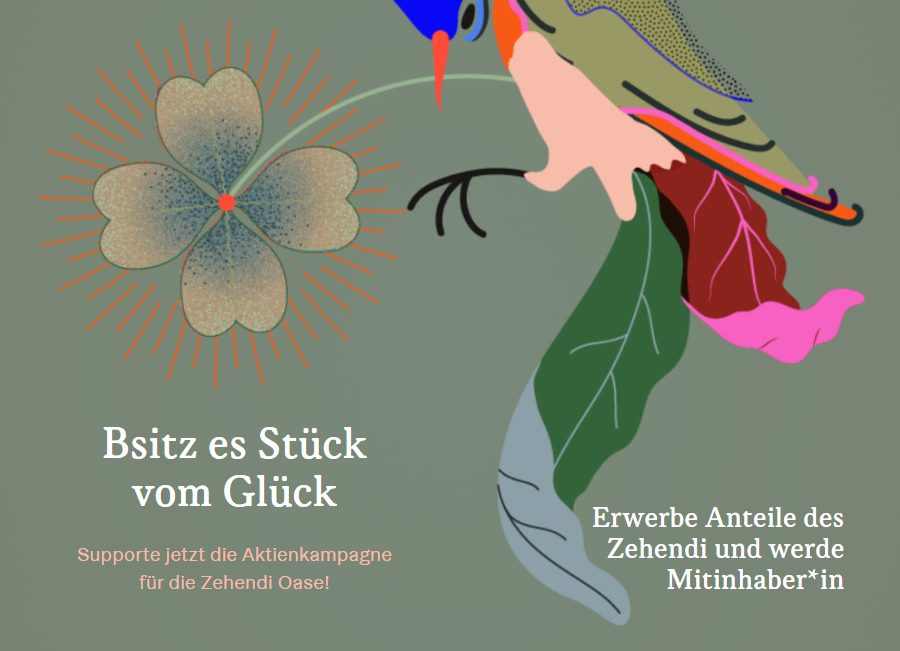 Bsitz es Stück
vom Glück
Supporte jetzt die Aktienkampagne
für die Zehendi Oase!
Erwerbe Anteile des
Zehendi und werde
Mitinhaber*in